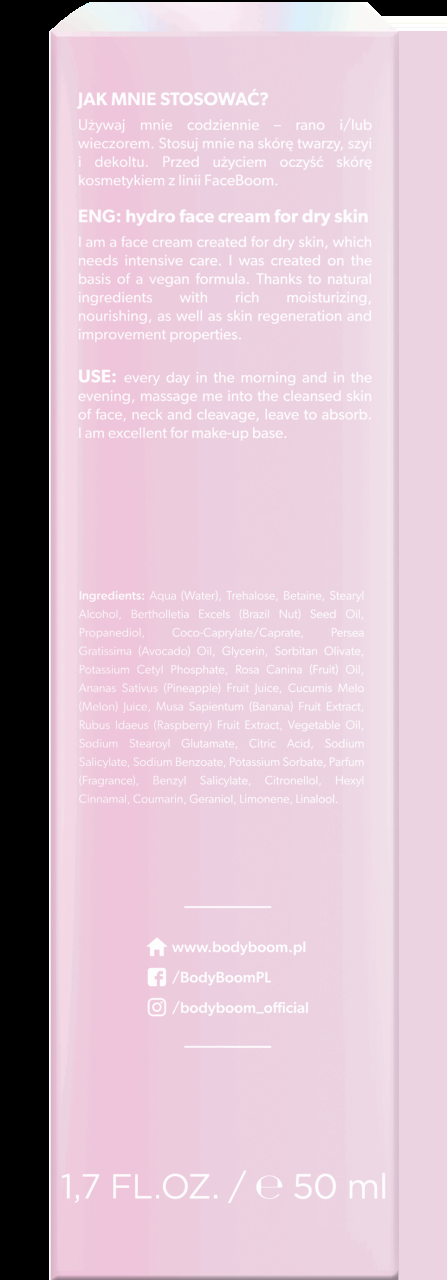 JAK MNIE STOSOWAĆ?
Używaj mnie codziennie – rano i/lub
wieczorem. Stosuj mnie na skórę twarzy, szyi
i dekoltu. Przed użyciem oczyść skórę
kosmetykiem z linii FaceBoom.
ENG: hydro face cream for dry skin
I am a face cream created for dry skin, which
needs intensive care. I was created on the
basis of a vegan formula. Thanks to natural
ingredients with rich moisturizing,
nourishing, as well as skin regeneration and
improvement properties.
USE: every day in the morning and in the
evening, massage me into the cleansed skin
of face, neck and cleavage, leave to absorb.
I am excellent for make-up base.
Ingredients: Aqua (Water), Trehalose, Betaine, Stearyl
Alcohol, Bertholletia Excels (Brazil Nut) Seed Oil,
Propanediol, Coco-Caprylate/Caprate, Persea
Gratissima (Avocado) Oil, Glycerin, Sorbitan Olivate,
Potassium Cetyl Phosphate, Rosa Canina (Fruit) Oil,
Ananas Sativus (Pineapple) Fruit Juice, Cucumis Melo
(Melon) Juice, Musa Sapientum (Banana) Fruit Extract,
Rubus Idaeus (Raspberry) Fruit Extract, Vegetable Oil,
Sodium Stearoyl Glutamate, Citric Acid, Sodium
Salicylate, Sodium Benzoate, Potassium Sorbate, Parfum
(Fragrance), Benzyl Salicylate, Citronellol, Hexyl
Cinnamal, Coumarin, Geraniol, Limonene, Linalool.
www.bodyboom.pl
/BodyBoomPL
/bodyboom_official
1,7 FL.OZ. / ℮ 50 ml